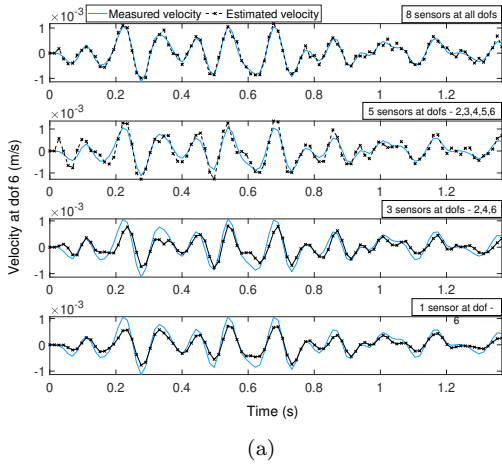 Measured velocity Estimated velocity
8 sensors at all dofs
×10⁻³
1
0
-1
0 0.2 0.4 0.6 0.8 1 1.2
5 sensors at dofs - 2,3,4,5,6
×10⁻³
1
0
-1
0 0.2 0.4 0.6 0.8 1 1.2
3 sensors at dofs - 2,4,6
×10⁻³
1
0
-1
0 0.2 0.4 0.6 0.8 1 1.2
1 sensor at dof -
6
×10⁻³
1
0
-1
0 0.2 0.4 0.6 0.8 1 1.2
Velocity at dof 6 (m/s)
Time (s)
(a)